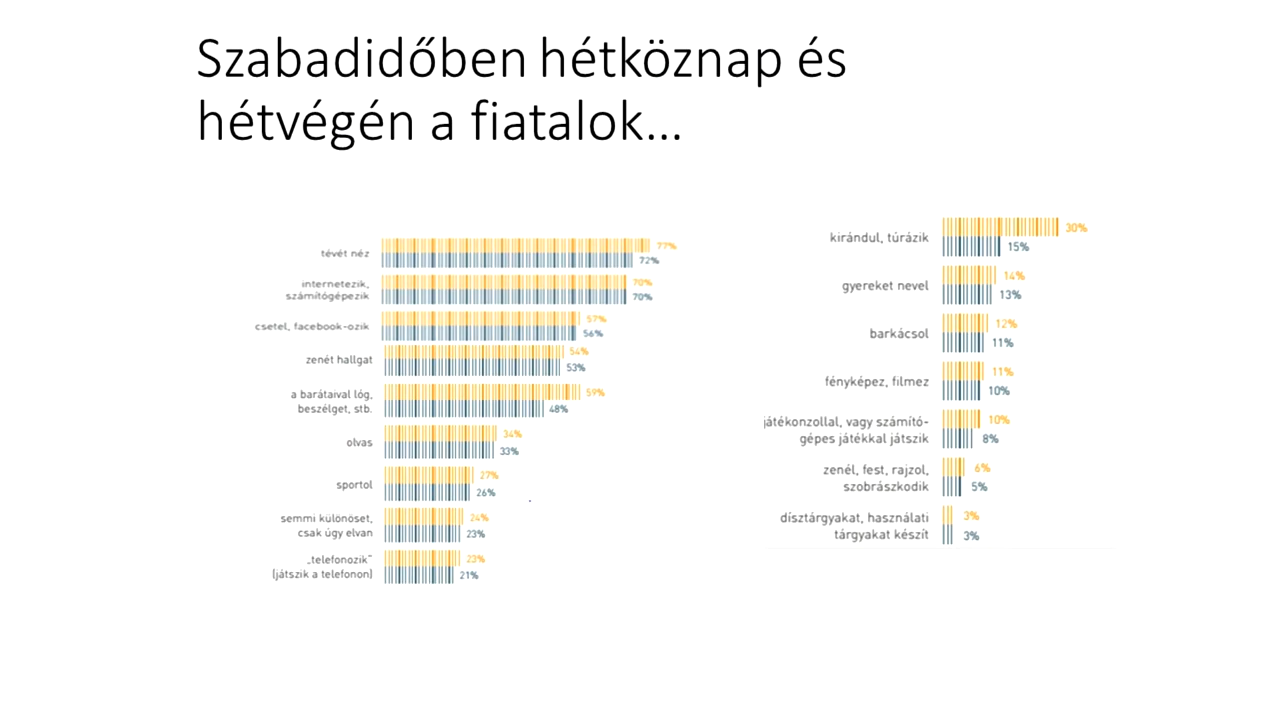 Szabadidőben hétköznap és
hétvégén a fiatalok...
tévét néz
77%
72%
internetezik,
számítógépezik
70%
70%
csetel, facebook-ozik
57%
56%
zenét hallgat
54%
53%
a barátaival lóg,
beszélget, stb.
59%
48%
olvas
34%
33%
sportol
27%
26%
semmi különöset,
csak úgy elvan
24%
23%
„telefonozik”
(játszik a telefonon)
23%
21%
kirándul, túrázik
30%
15%
gyereket nevel
14%
13%
barkácsol
12%
11%
fényképez, filmez
11%
10%
játékonzollal, vagy számító-
gépes játékkal játszik
10%
8%
zenél, fest, rajzol,
szobrászkodik
6%
5%
dísztárgyakat, használati
tárgyakat készít
3%
3%